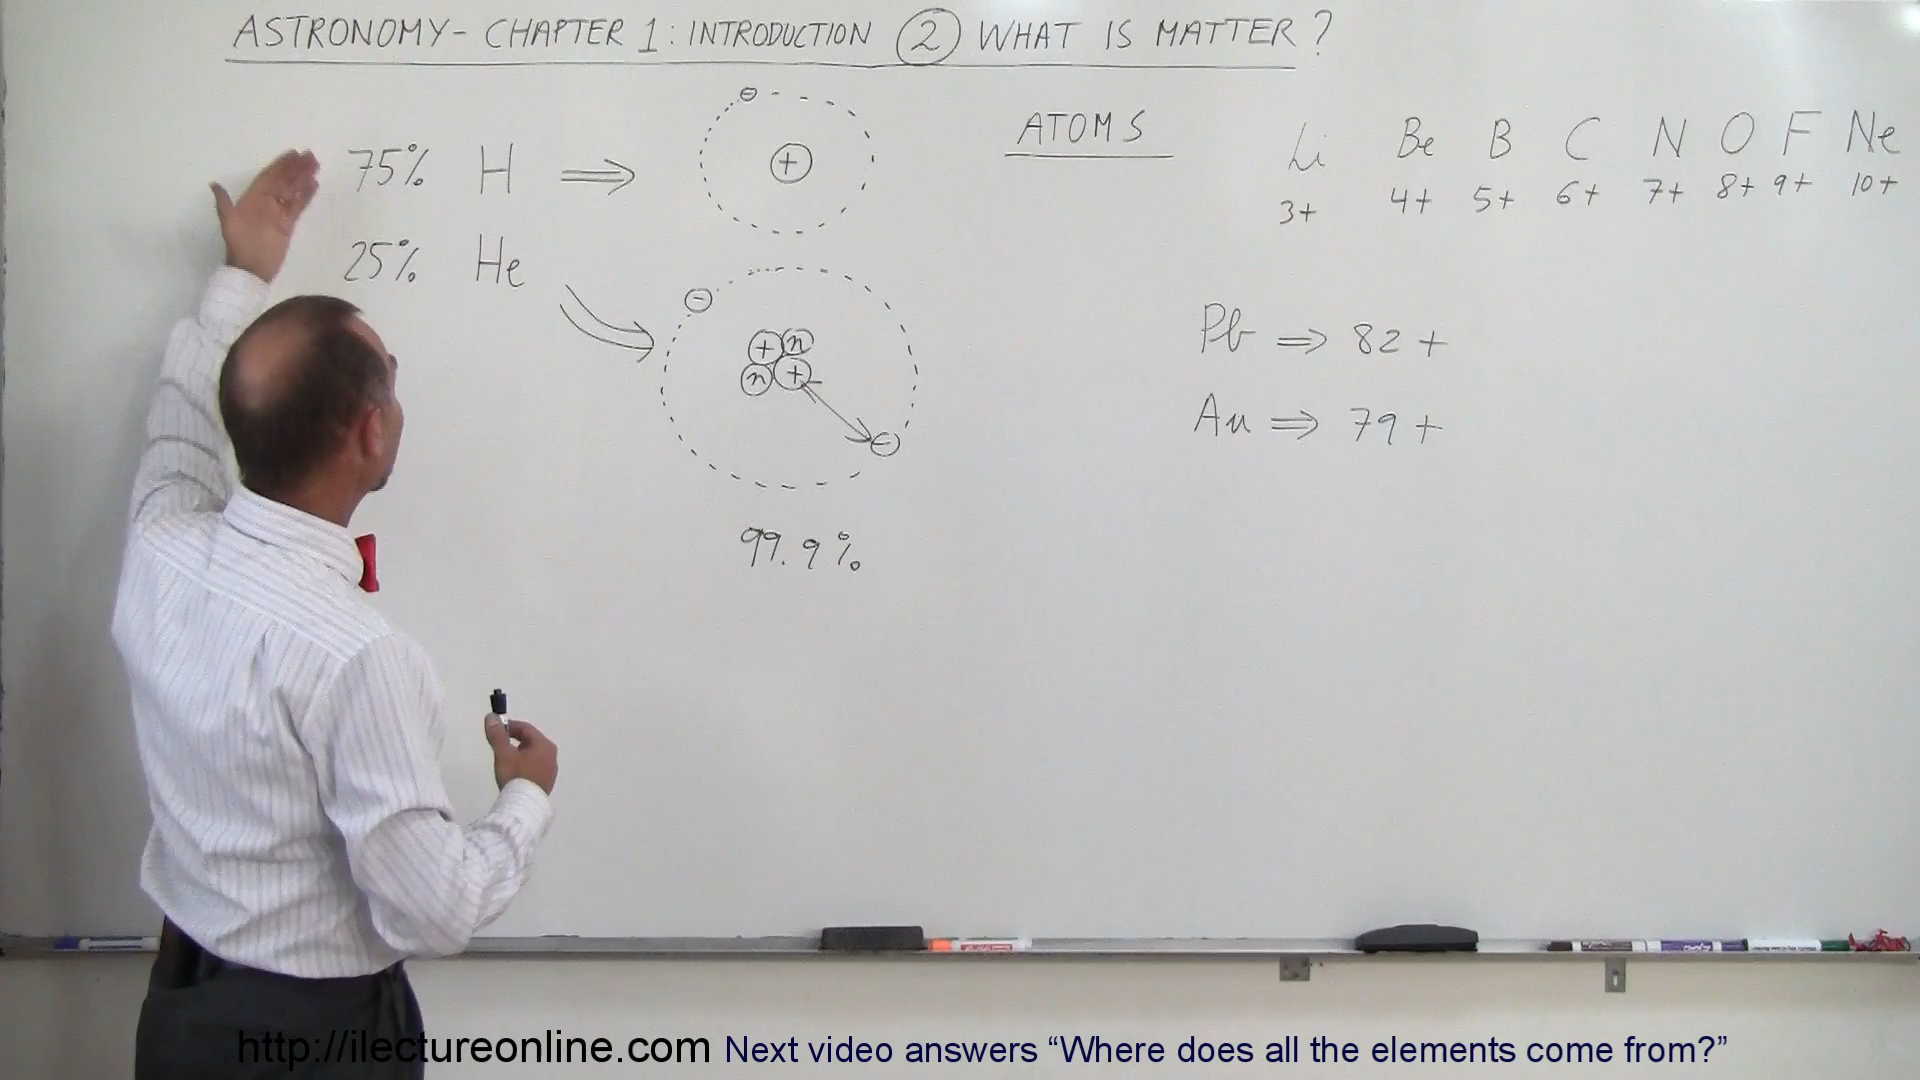 ASTRONOMY- CHAPTER 1: INTRODUCTION ② WHAT IS MATTER?
75% H ⇒
⊖
+
25% He
⊖
+ n
n +
⊖
99.9%
ATOMS
Li Be B C N O F Ne
3+ 4+ 5+ 6+ 7+ 8+ 9+ 10+
Pb ⇒ 82+
Au ⇒ 79+
http://ilectureonline.com Next video answers “Where does all the elements come from?”